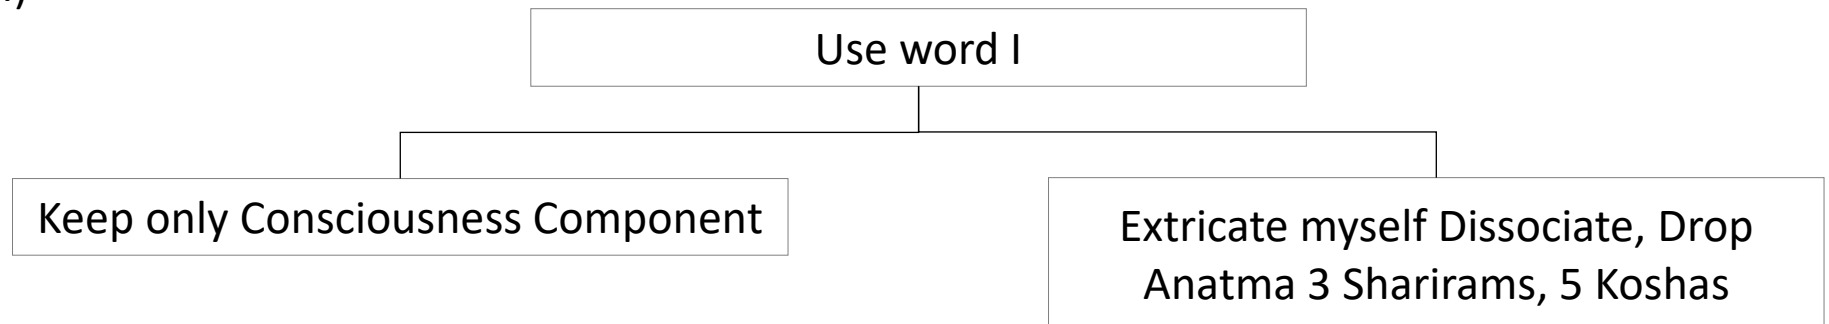 Use word I
Keep only Consciousness Component
Extricate myself Dissociate, Drop
Anatma 3 Sharirams, 5 Koshas